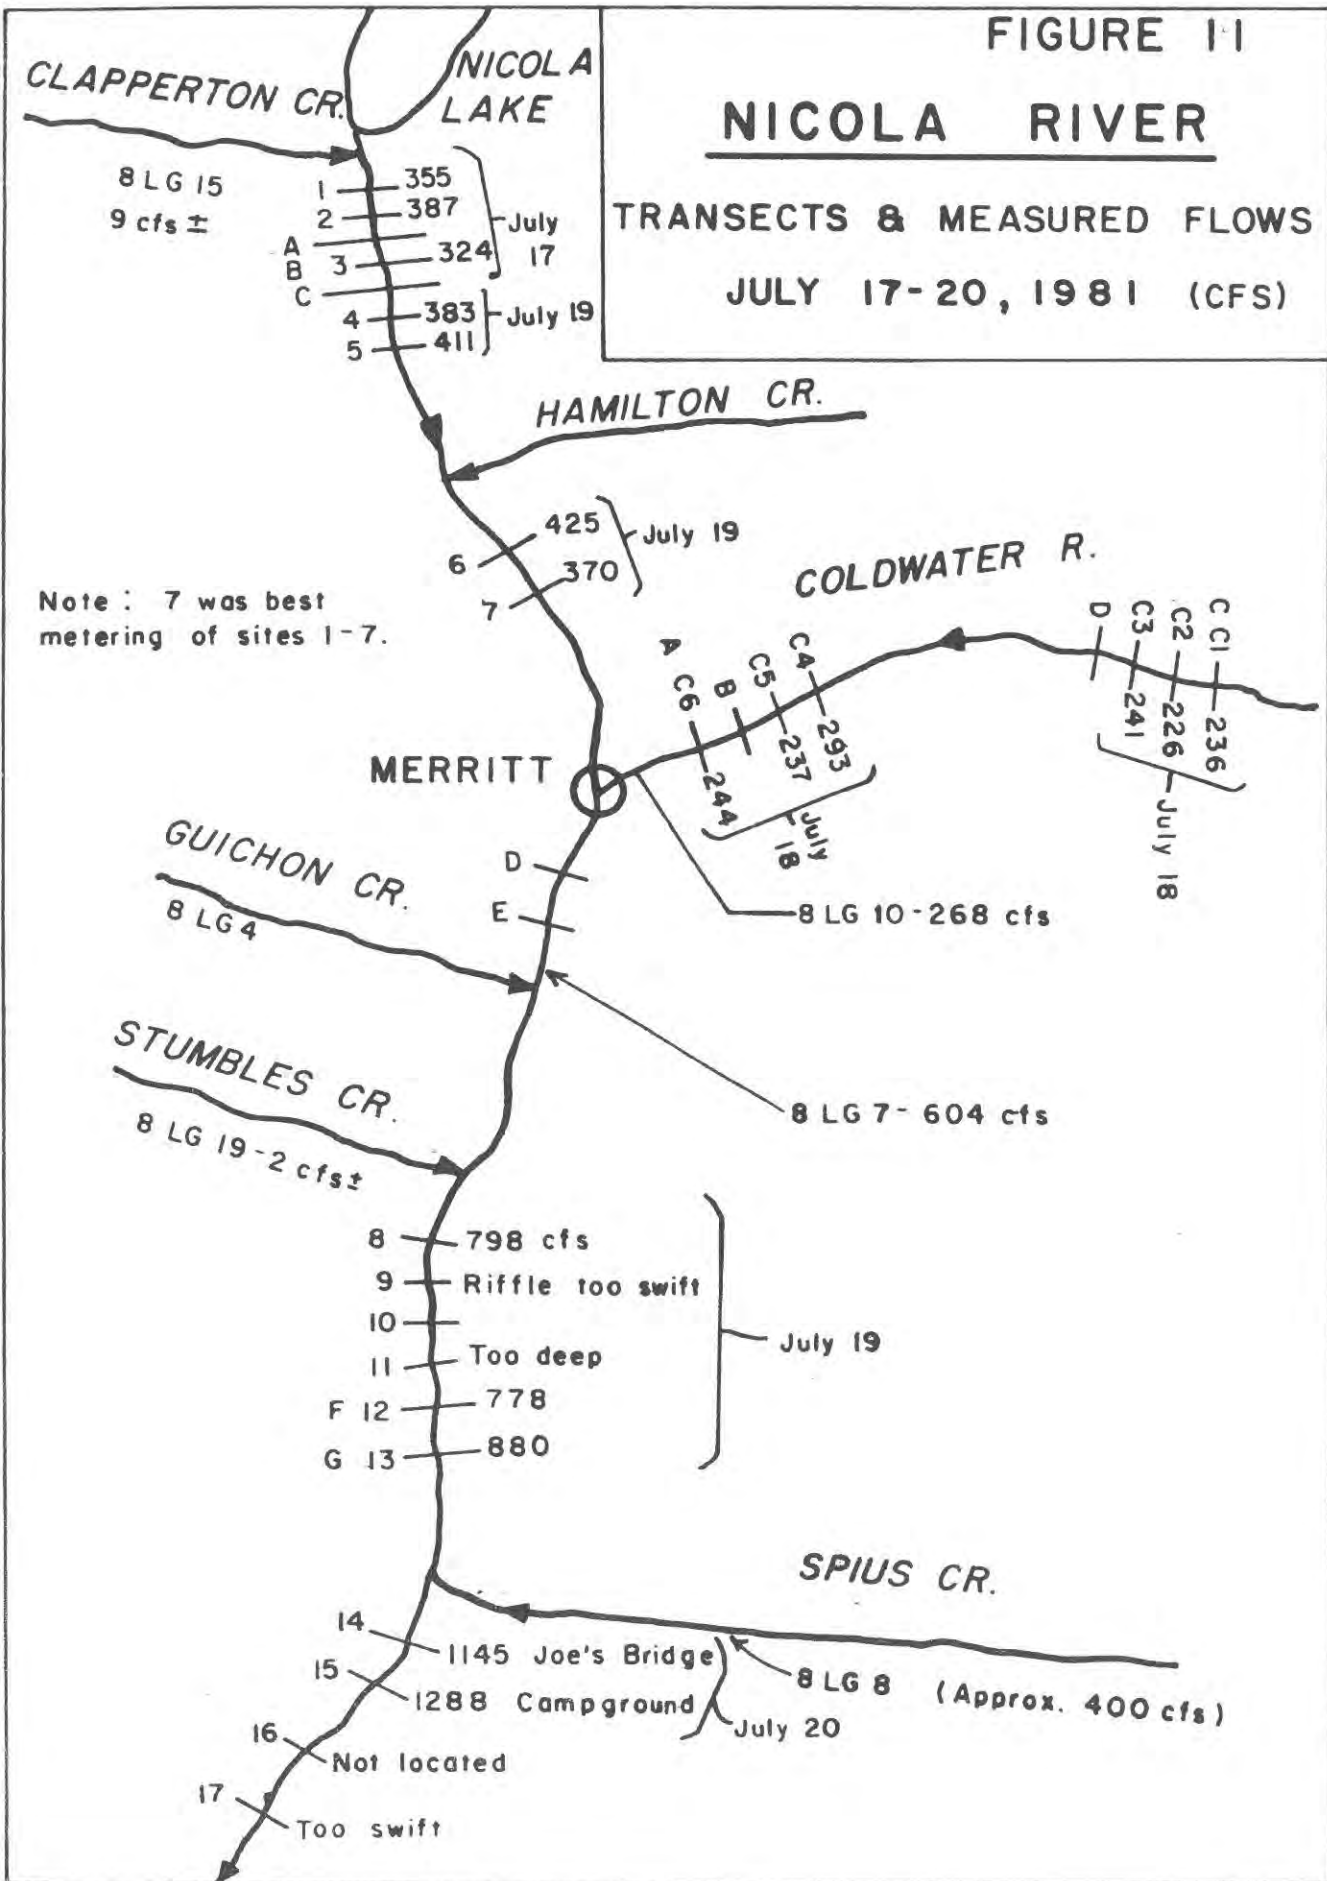 FIGURE 11
NICOLA RIVER
TRANSECTS & MEASURED FLOWS
JULY 17-20, 1981 (CFS)
CLAPPERTON CR.
NICOLA
LAKE
8 LG 15
9 cfs ±
1 355
2 387
A
B 3 324
July
17
C
4 383
5 411
July 19
HAMILTON CR.
6 425
7 370
July 19
Note : 7 was best
metering of sites 1-7.
COLDWATER R.
D
C3 241
C2 226
C C1 236
July 18
A C6 244
B
C5 237
C4 293
July
18
MERRITT
8 LG 10-268 cfs
D
E
GUICHON CR.
8 LG 4
8 LG 7- 604 cfs
STUMBLES CR.
8 LG 19-2 cfs±
8 798 cfs
9 Riffle too swift
10
11 Too deep
F 12 778
G 13 880
July 19
SPIUS CR.
8 LG 8 (Approx. 400 cfs)
14 1145 Joe's Bridge
15 1288 Campground
July 20
16 Not located
17 Too swift